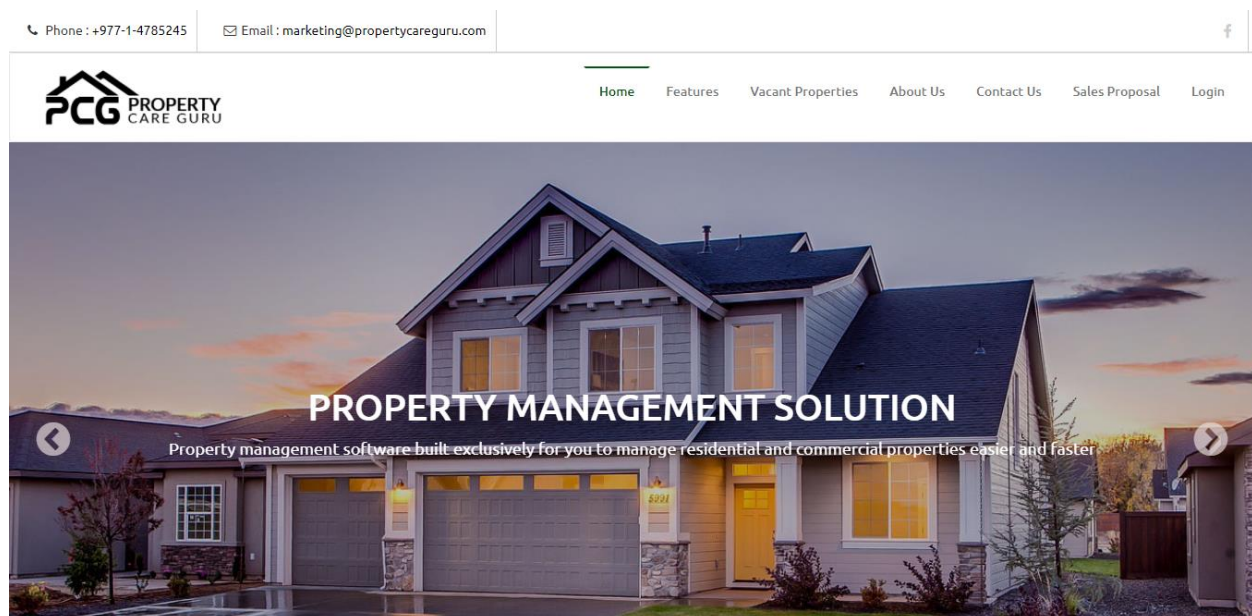 Phone : +977-1-4785245
Email : marketing@propertycareguru.com
PCG PROPERTY
CARE GURU
Home
Features
Vacant Properties
About Us
Contact Us
Sales Proposal
Login
PROPERTY MANAGEMENT SOLUTION
Property management software built exclusively for you to manage residential and commercial properties easier and faster